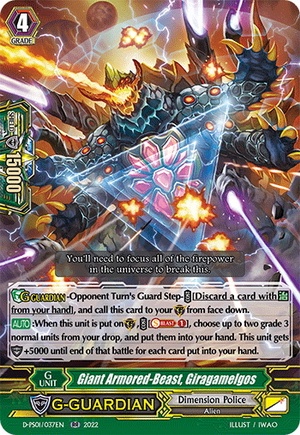 4
GRADE
15000
You'll need to focus all of the firepower
in the universe to break this.
G GUARDIAN -Opponent Turn's Guard Step- [Discard a card with
from your hand], and call this card to your from face down.
AUTO :When this unit is put on , [ BLAST 1 ], choose up to two grade 3
normal units from your drop, and put them into your hand. This unit gets
+5000 until end of that battle for each card put into your hand.
G
UNIT
Giant Armored-Beast, Giragamelgos
G-GUARDIAN
Dimension Police
Alien
D-PS01/037EN RR 2022
ILLUST / IWAO